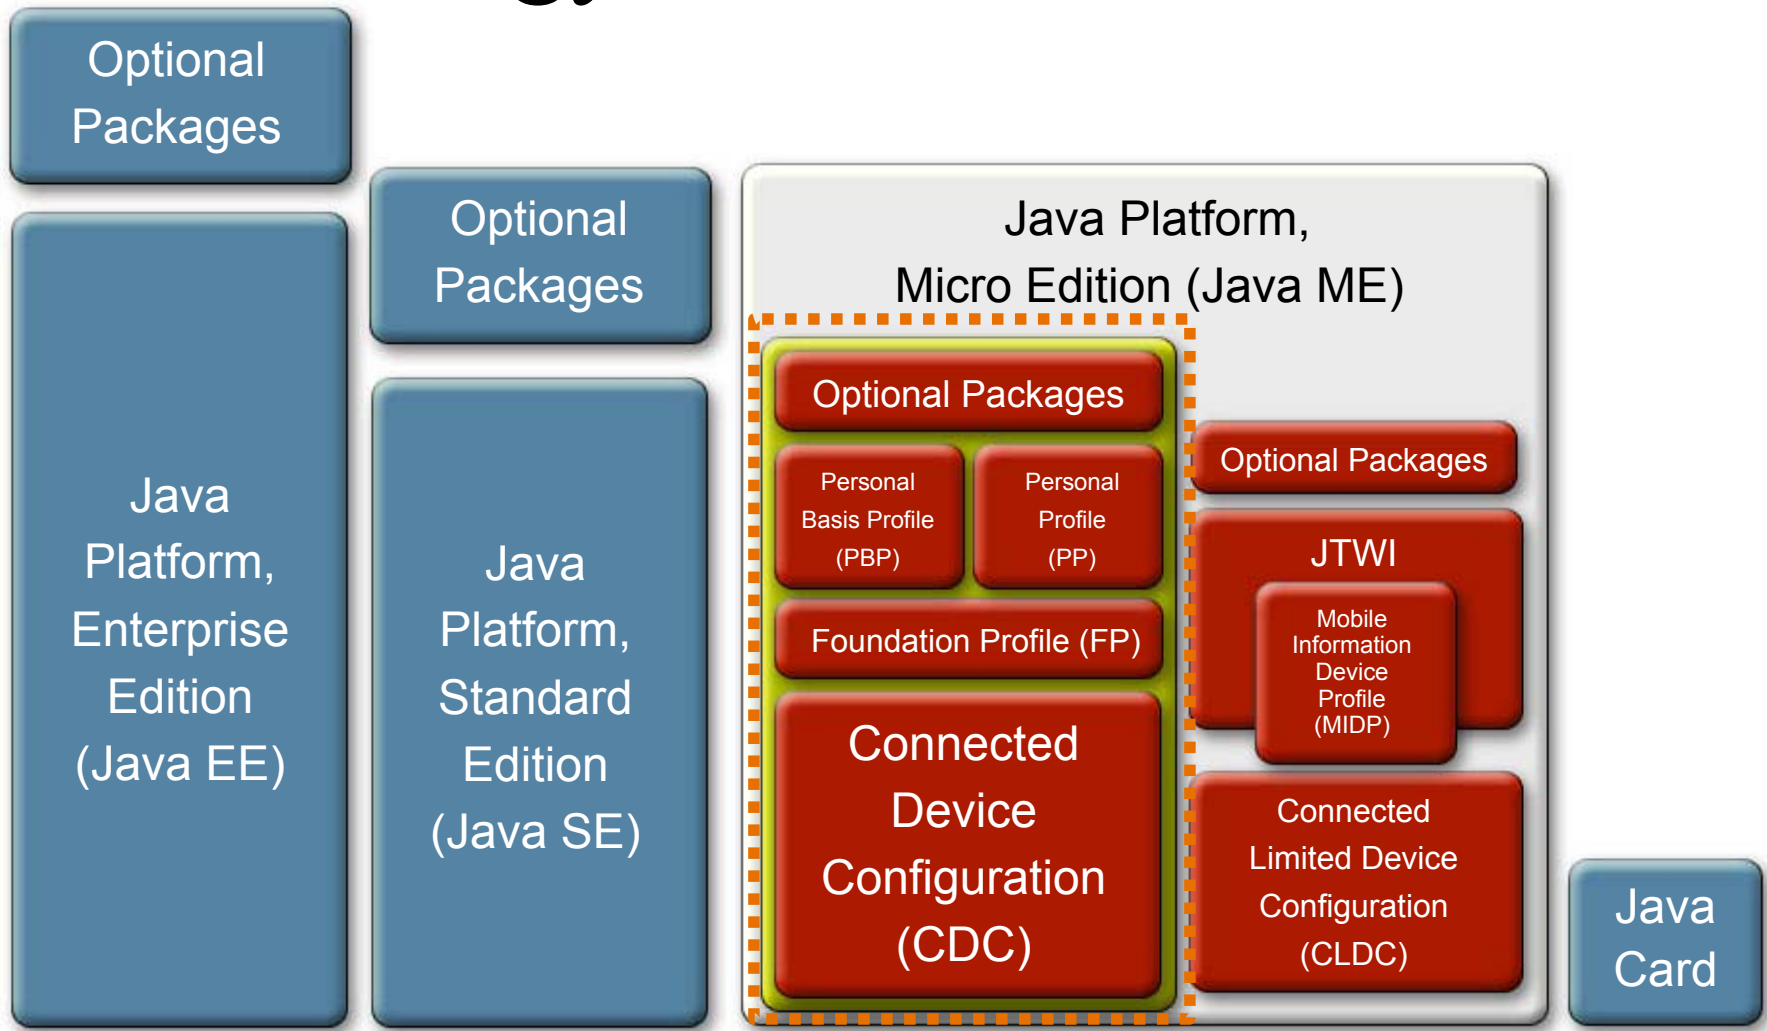 Optional
Packages
Java
Platform,
Enterprise
Edition
(Java EE)
Optional
Packages
Java
Platform,
Standard
Edition
(Java SE)
Java Platform,
Micro Edition (Java ME)
Optional Packages
Personal
Basis Profile
(PBP)
Personal
Profile
(PP)
Foundation Profile (FP)
Connected
Device
Configuration
(CDC)
Optional Packages
JTWI
Mobile
Information
Device
Profile
(MIDP)
Connected
Limited Device
Configuration
(CLDC)
Java
Card